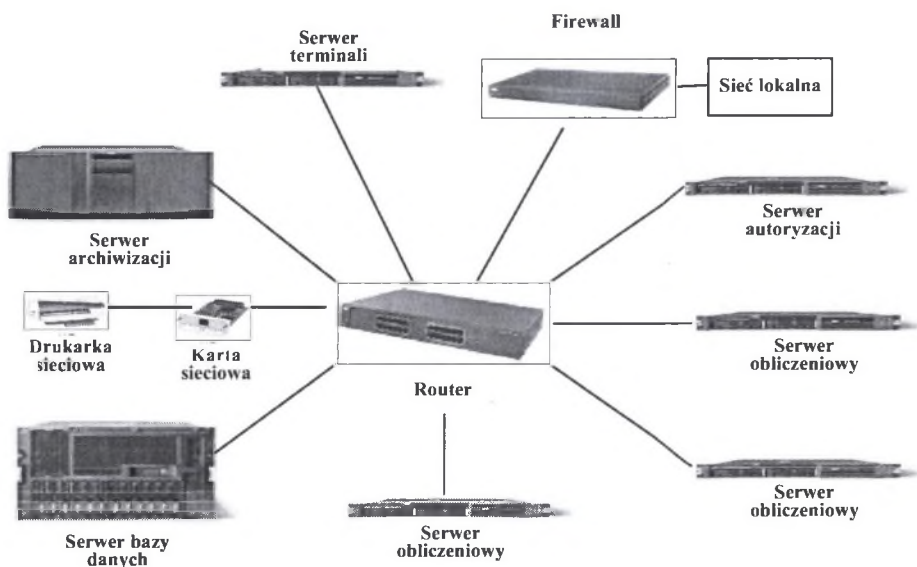 Firewall
Serwer
terminali
Sieć lokalna
Serwer
autoryzacji
Serwer
archiwizacji
Drukarka
sieciowa
Karta
sieciowa
Serwer
obliczeniowy
Router
Serwer
obliczeniowy
Serwer bazy
danych
Serwer
obliczeniowy